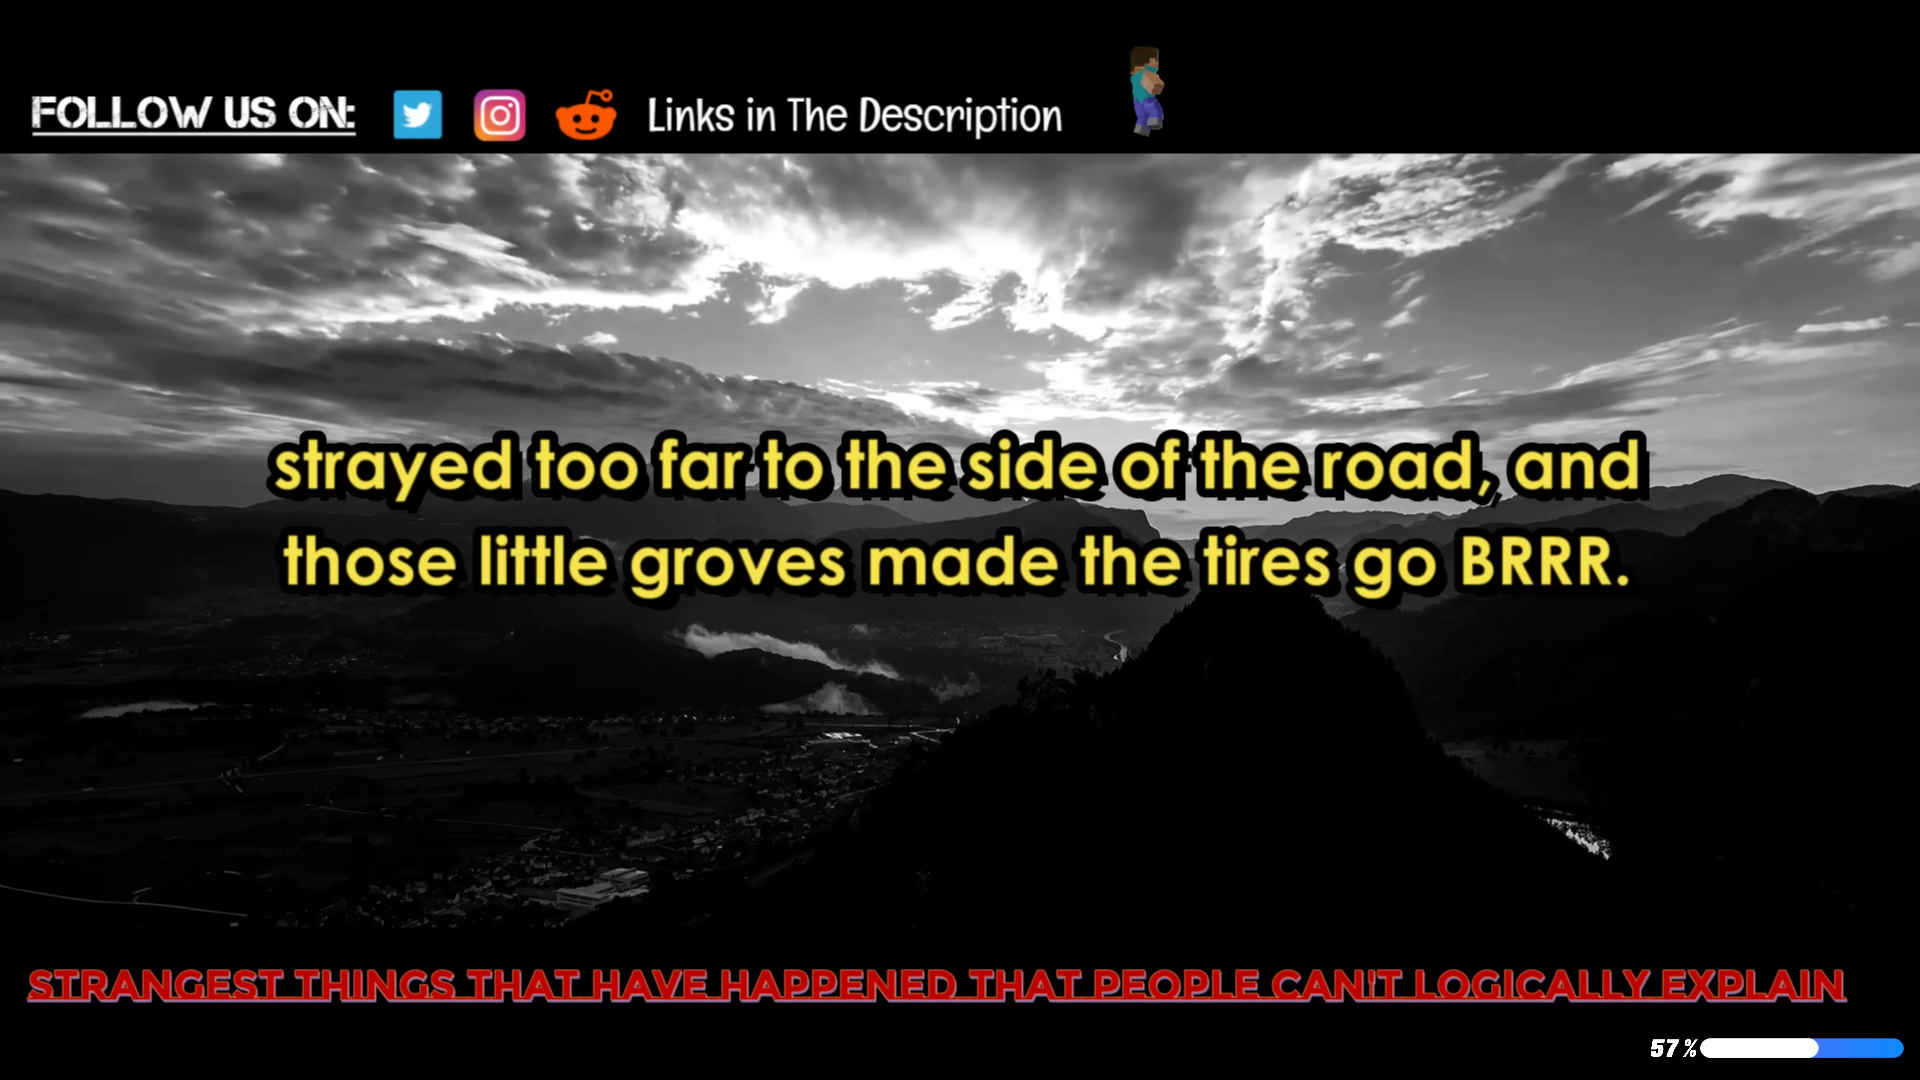 FOLLOW US ON: Links in The Description
strayed too far to the side of the road, and
those little groves made the tires go BRRR.
STRANGEST THINGS THAT HAVE HAPPENED THAT PEOPLE CAN'T LOGICALLY EXPLAIN
57 %